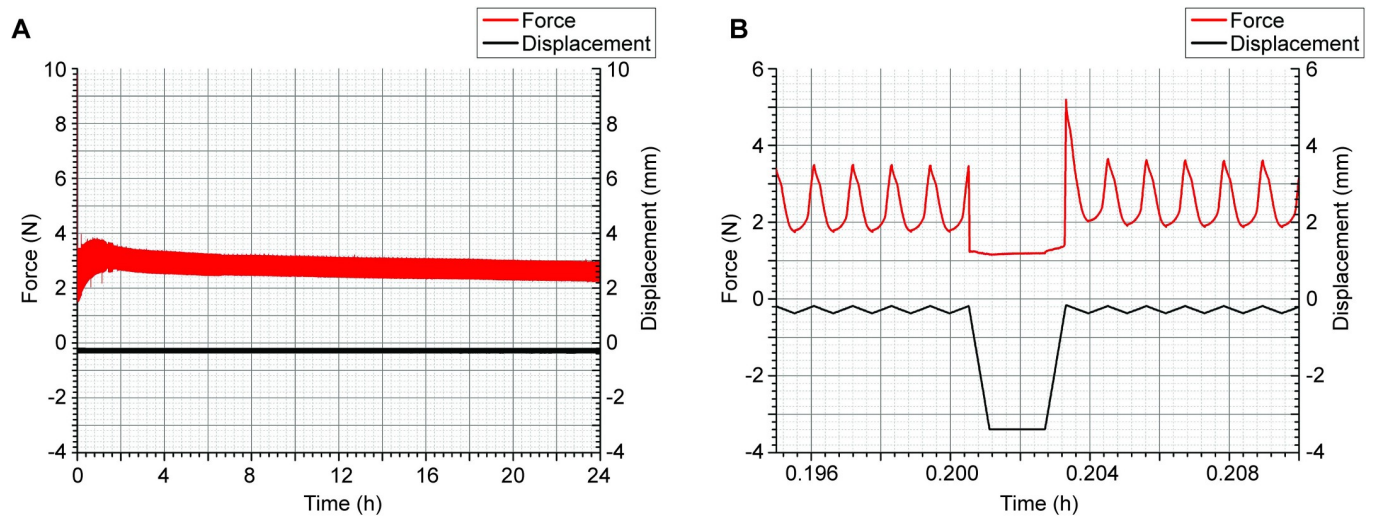 A
Force
Displacement
10
8
6
4
2
0
-2
-4
Force (N)
10
8
6
4
2
0
-2
-4
Displacement (mm)
0 4 8 12 16 20 24
Time (h)
B
Force
Displacement
6
4
2
0
-2
-4
Force (N)
6
4
2
0
-2
-4
Displacement (mm)
0.196 0.200 0.204 0.208
Time (h)